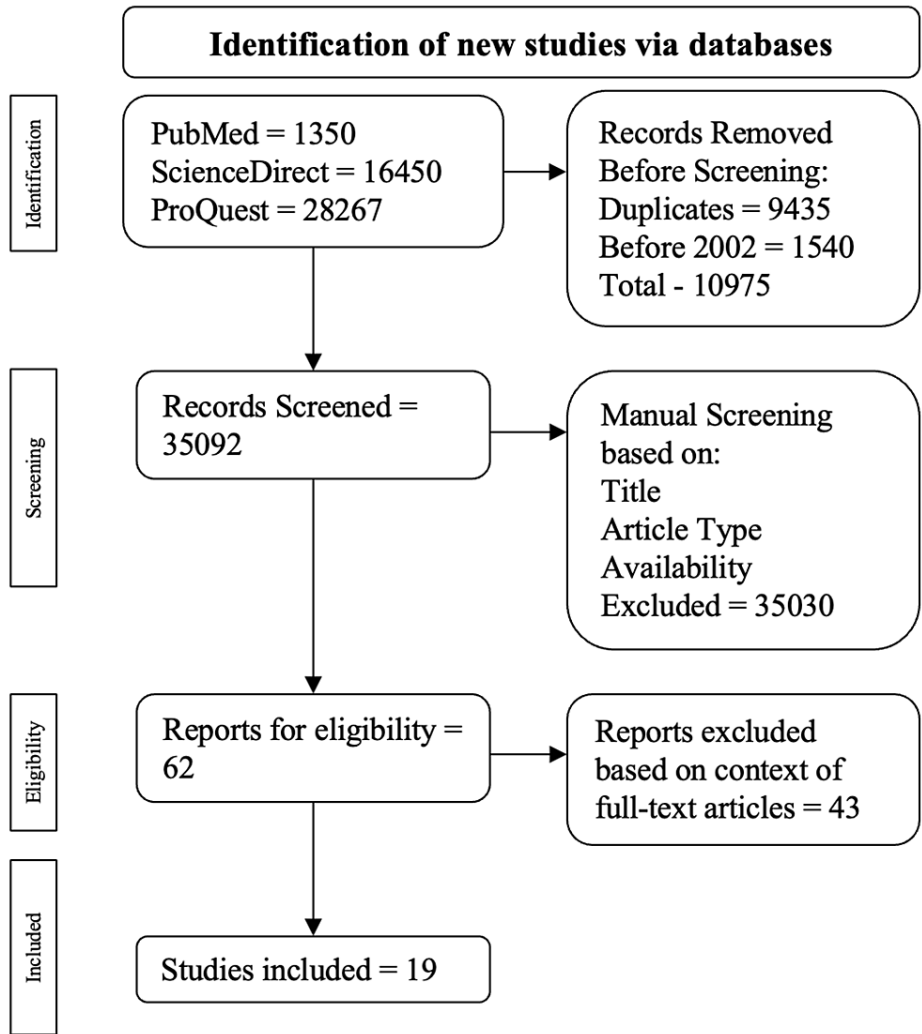 Identification of new studies via databases
Identification
PubMed = 1350
ScienceDirect = 16450
ProQuest = 28267
Records Removed
Before Screening:
Duplicates = 9435
Before 2002 = 1540
Total - 10975
Screening
Records Screened =
35092
Manual Screening
based on:
Title
Article Type
Availability
Excluded = 35030
Eligibility
Reports for eligibility =
62
Reports excluded
based on context of
full-text articles = 43
Included
Studies included = 19